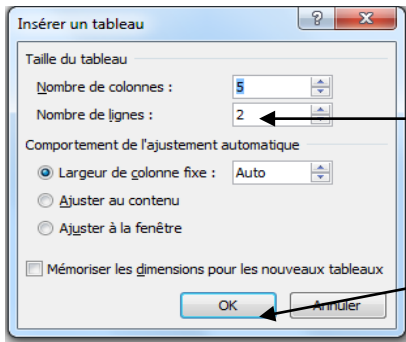 Insérer un tableau
Taille du tableau
Nombre de colonnes : 5
Nombre de lignes : 2
Comportement de l'ajustement automatique
Largeur de colonne fixe : Auto
Ajuster au contenu
Ajuster à la fenêtre
Mémoriser les dimensions pour les nouveaux tableaux
OK Annuler